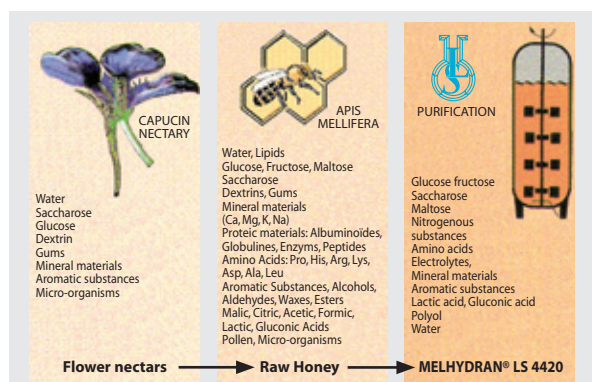 CAPUCIN
NECTARY
Water
Saccharose
Glucose
Dextrin
Gums
Mineral materials
Aromatic substances
Micro-organisms
Flower nectars
APIS
MELLIFERA
Water, Lipids
Glucose, Fructose, Maltose
Saccharose
Dextrins, Gums
Mineral materials
(Ca, Mg, K, Na)
Proteic materials: Albuminoïdes,
Globulines, Enzyms, Peptides
Amino Acids: Pro, His, Arg, Lys,
Asp, Ala, Leu
Aromatic Substances, Alcohols,
Aldehydes, Waxes, Esters
Malic, Citric, Acetic, Formic,
Lactic, Gluconic Acids
Pollen, Micro-organisms
Raw Honey
LS
PURIFICATION
Glucose fructose
Saccharose
Maltose
Nitrogenous
substances
Amino acids
Electrolytes,
Mineral materials
Aromatic substances
Lactic acid, Gluconic acid
Polyol
Water
MELHYDRAN® LS 4420